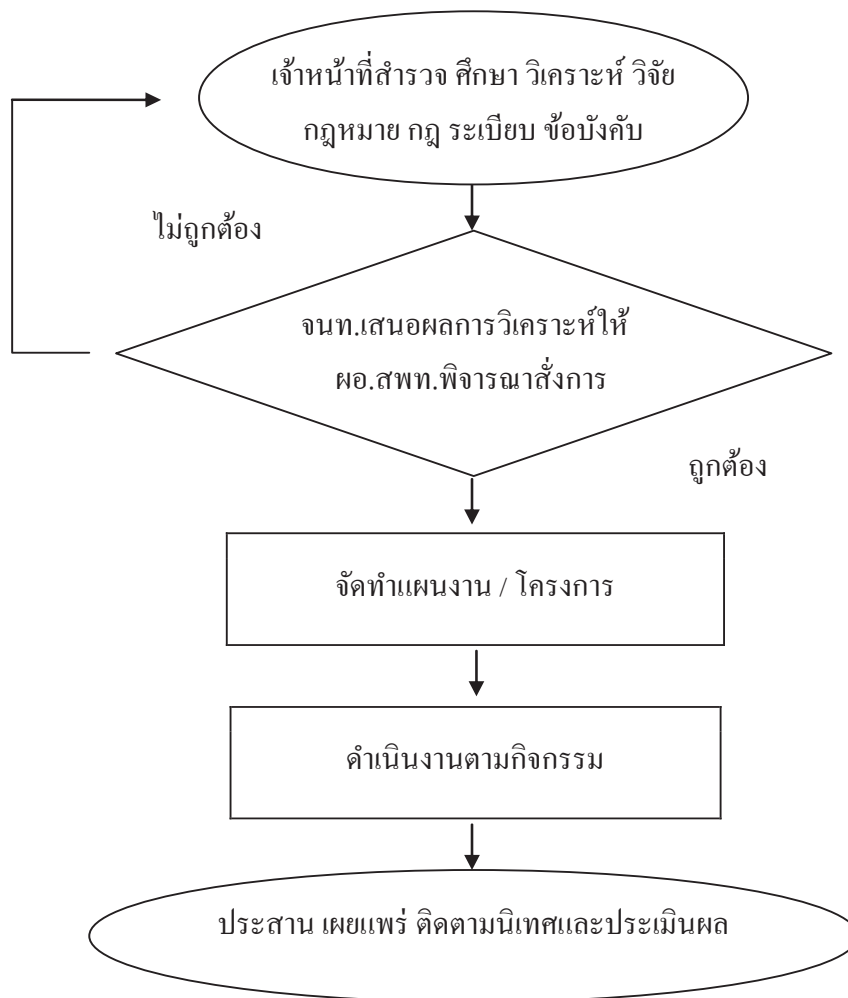 เจ้าหน้าที่สำรวจ ศึกษา วิเคราะห์ วิจัย
กฎหมาย กฎ ระเบียบ ข้อบังคับ
ไม่ถูกต้อง
จนท.เสนอผลการวิเคราะห์ให้
ผอ.สพท.พิจารณาสั่งการ
ถูกต้อง
จัดทำแผนงาน / โครงการ
ดำเนินงานตามกิจกรรม
ประสาน เผยแพร่ ติดตามนิเทศและประเมินผล